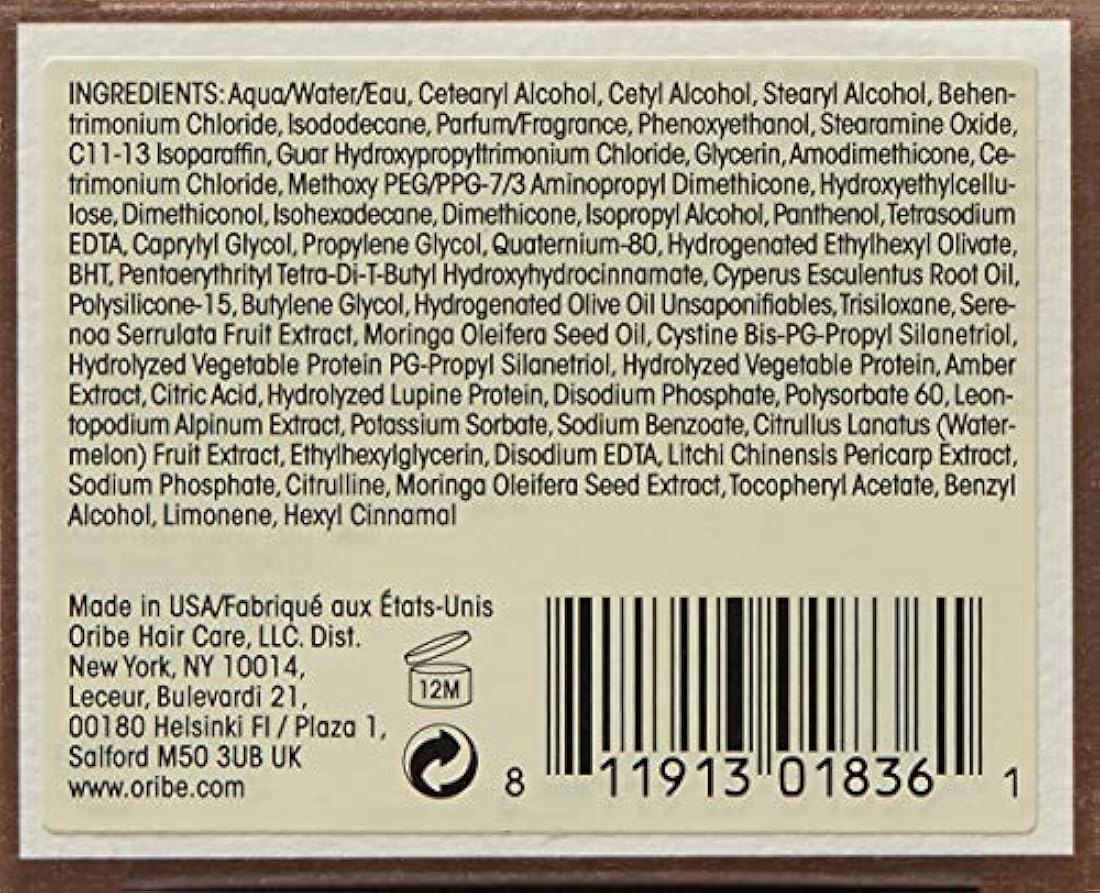 INGREDIENTS: Aqua/Water/Eau, Cetearyl Alcohol, Cetyl Alcohol, Stearyl Alcohol, Behen-
trimonium Chloride, Isododecane, Parfum/Fragrance, Phenoxyethanol, Stearamine Oxide,
C11-13 Isoparaffin, Guar Hydroxypropyltrimonium Chloride, Glycerin, Amodimethicone, Ce-
trimonium Chloride, Methoxy PEG/PPG-7/3 Aminopropyl Dimethicone, Hydroxyethylcellu-
lose, Dimethiconol, Isohexadecane, Dimethicone, Isopropyl Alcohol, Panthenol, Tetrasodium
EDTA, Caprylyl Glycol, Propylene Glycol, Quaternium-80, Hydrogenated Ethylhexyl Olivate,
BHT, Pentaerythrityl Tetra-Di-T-Butyl Hydroxyhydrocinnamate, Cyperus Esculentus Root Oil,
Polysilicone-15, Butylene Glycol, Hydrogenated Olive Oil Unsaponifiables, Trisiloxane, Sere-
noa Serrulata Fruit Extract, Moringa Oleifera Seed Oil, Cystine Bis-PG-Propyl Silanetriol,
Hydrolyzed Vegetable Protein PG-Propyl Silanetriol, Hydrolyzed Vegetable Protein, Amber
Extract, Citric Acid, Hydrolyzed Lupine Protein, Disodium Phosphate, Polysorbate 60, Leon-
topodium Alpinum Extract, Potassium Sorbate, Sodium Benzoate, Citrullus Lanatus (Water-
melon) Fruit Extract, Ethylhexylglycerin, Disodium EDTA, Litchi Chinensis Pericarp Extract,
Sodium Phosphate, Citrulline, Moringa Oleifera Seed Extract, Tocopheryl Acetate, Benzyl
Alcohol, Limonene, Hexyl Cinnamal
Made in USA/Fabriqué aux États-Unis
Oribe Hair Care, LLC. Dist.
New York, NY 10014,
Leceur, Bulevardi 21,
00180 Helsinki FI / Plaza 1,
Salford M50 3UB UK
www.oribe.com
12M
8 11913 01836 1